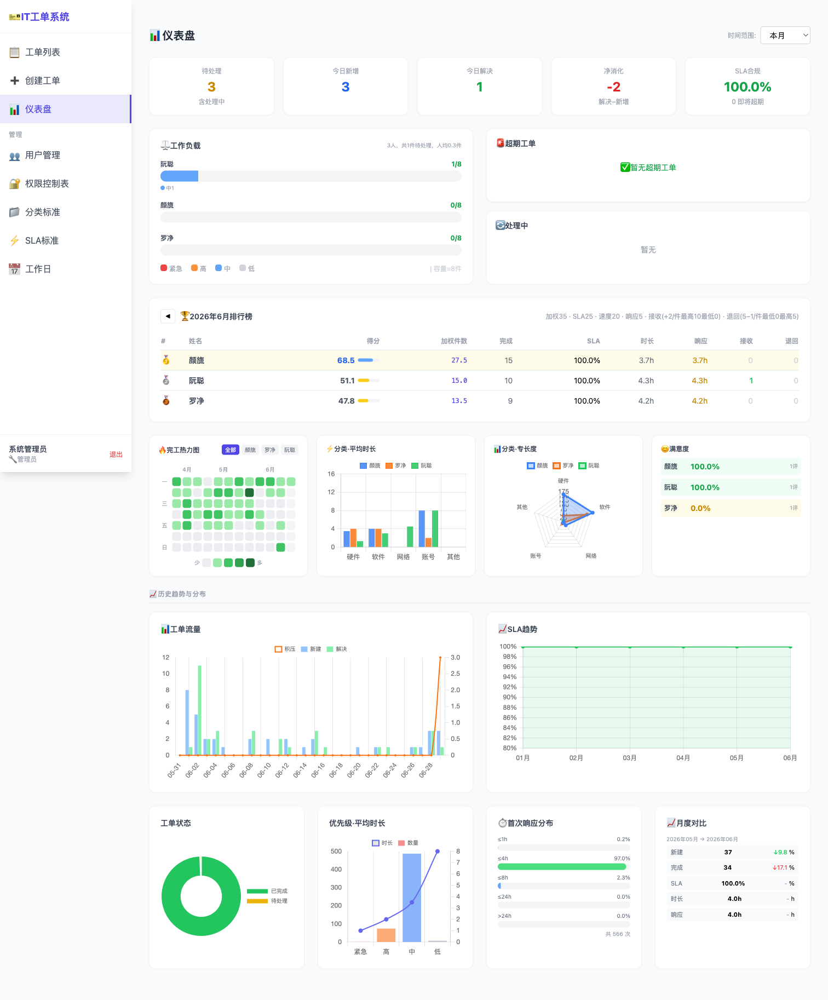 IT工单系统
工单列表
创建工单
仪表盘
管理
用户管理
权限控制表
分类标准
SLA标准
17
工作日
系统管理员
管理员
退出
仪表盘
时间范围:
本月
待处理
3
含处理中
今日新增
3
今日解决
1
净消化
-2
解决-新增
SLA合规
100.0%
0 即将超期
工作负载
3人，共1件待处理，人均0.3件
阮聪 1/8
中1
颜旎 0/8
罗净 0/8
紧急 高 中 低
| 容量=8件
超期工单
暂无超期工单
处理中
暂无
◀ 2026年6月排行榜
加权35 · SLA25 · 速度20 · 响应5 · 接收(+2/件最高10最低0) · 退回(5-1/件最低0最高5)
# 姓名 得分 加权件数 完成 SLA 时长 响应 接收 退回
颜旎 68.5 27.5 15 100.0% 3.7h 3.7h 0 0
阮聪 51.1 15.0 10 100.0% 4.3h 4.3h 1 0
罗净 47.8 13.5 9 100.0% 4.2h 4.2h 0 0
完工热力图
全部 颜旎 罗净 阮聪
4月 5月 6月
一
三
五
日
少 多
分类·平均时长
颜旎 罗净 阮聪
16
12
8
4
0
硬件 软件 网络 账号 其他
分类·专长度
颜旎 罗净 阮聪
硬件
175
其他 软件
账号 网络
满意度
颜旎 100.0% 1评
阮聪 100.0% 1评
罗净 0.0% 1评
历史趋势与分布
工单流量
积压 新建 解决
12 3.0
10 2.5
8 2.0
6 1.5
4 1.0
2 0.5
0 0
05-31 06-02 06-04 06-06 06-08 06-10 06-12 06-14 06-16 06-18 06-20 06-22 06-24 06-26 06-28
SLA趋势
100%
98%
96%
94%
92%
90%
88%
86%
84%
82%
80%
01月 02月 03月 04月 05月 06月
工单状态
已完成
待处理
优先级·平均时长
时长 数量
500 8
7
400 6
300 5
4
200 3
100 2
1
0 0
紧急 高 中 低
首次响应分布
≤1h 0.2%
≤4h 97.0%
≤8h 2.3%
≤24h 0.0%
>24h 0.0%
共 566 次
月度对比
2026年05月 → 2026年06月
新建 37 ↓9.8 %
完成 34 ↓17.1 %
SLA 100.0% - %
时长 4.0h - h
响应 4.0h - h